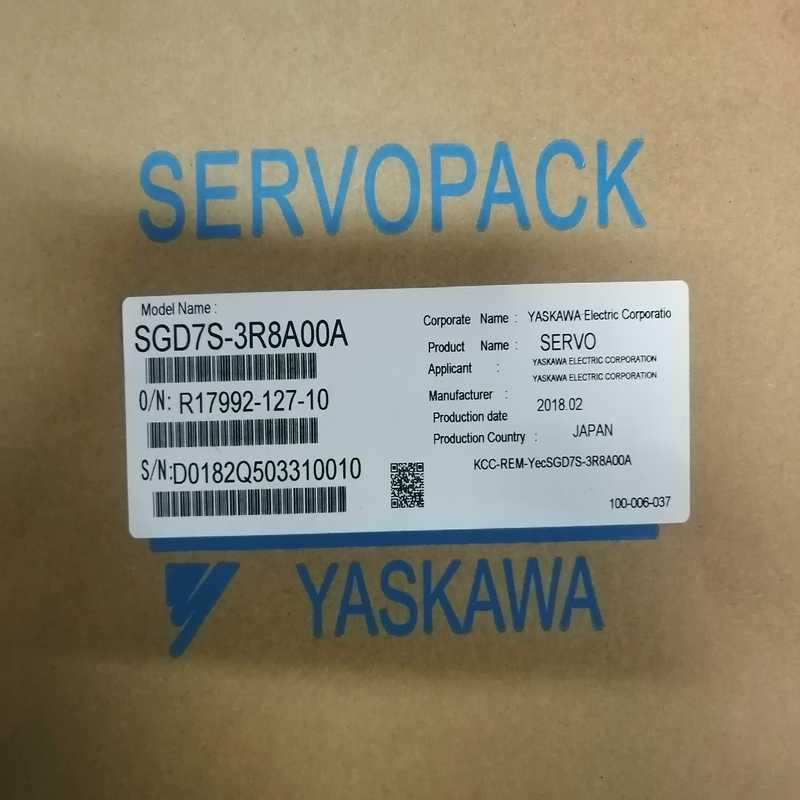 SERVOPACK
Model Name :
SGD7S-3R8A00A
O/N: R17992-127-10
S/N:D0182Q503310010
Corporate Name : YASKAWA Electric Corporatio
Product Name : SERVO
Applicant : YASKAWA ELECTRIC CORPORATION
YASKAWA ELECTRIC CORPORATION
Manufacturer :
Production date 2018.02
Production Country : JAPAN
KCC-REM-YecSGD7S-3R8A00A
100-006-037
YASKAWA